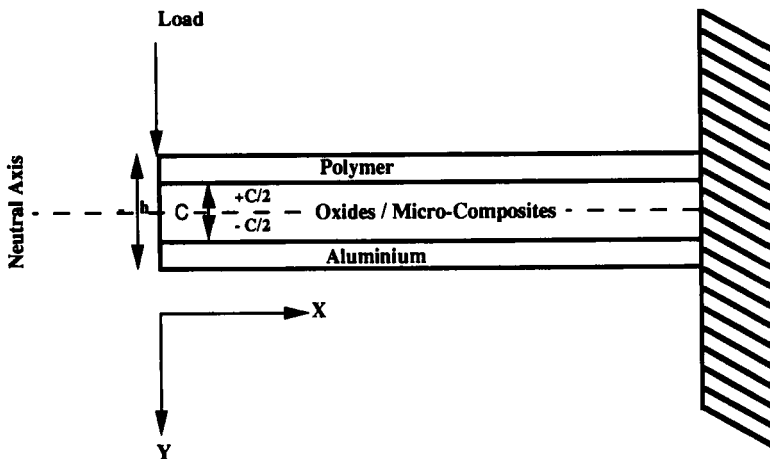 Load
Neutral Axis
Polymer
h
C
+C/2
- C/2
Oxides / Micro-Composites
Aluminium
X
Y